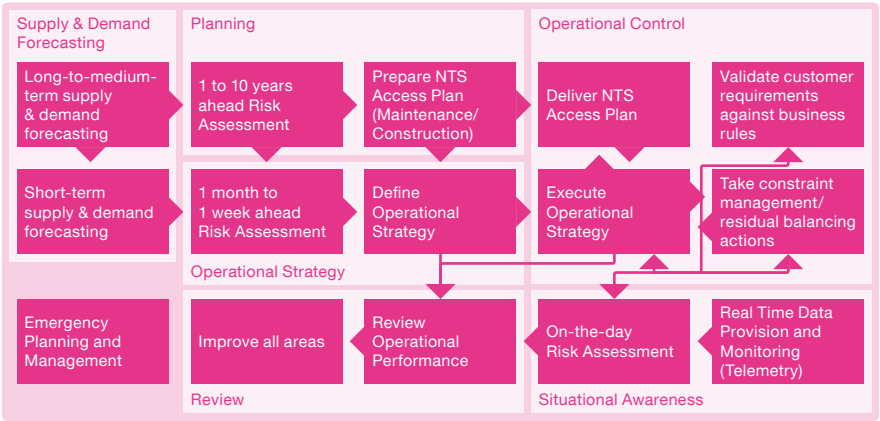 Supply & Demand
Forecasting
Planning
Operational Control
Long-to-medium-
term supply
& demand
forecasting
1 to 10 years
ahead Risk
Assessment
Prepare NTS
Access Plan
(Maintenance/
Construction)
Deliver NTS
Access Plan
Validate customer
requirements
against business
rules
Short-term
supply & demand
forecasting
1 month to
1 week ahead
Risk Assessment
Define
Operational
Strategy
Execute
Operational
Strategy
Take constraint
management/
residual balancing
actions
Operational Strategy
Emergency
Planning and
Management
Improve all areas
Review
Operational
Performance
On-the-day
Risk Assessment
Real Time Data
Provision and
Monitoring
(Telemetry)
Review
Situational Awareness